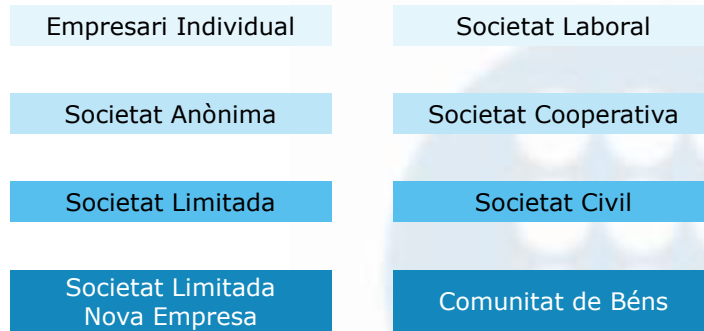 Empresari Individual
Societat Laboral
Societat Anònima
Societat Cooperativa
Societat Limitada
Societat Civil
Societat Limitada
Nova Empresa
Comunitat de Béns